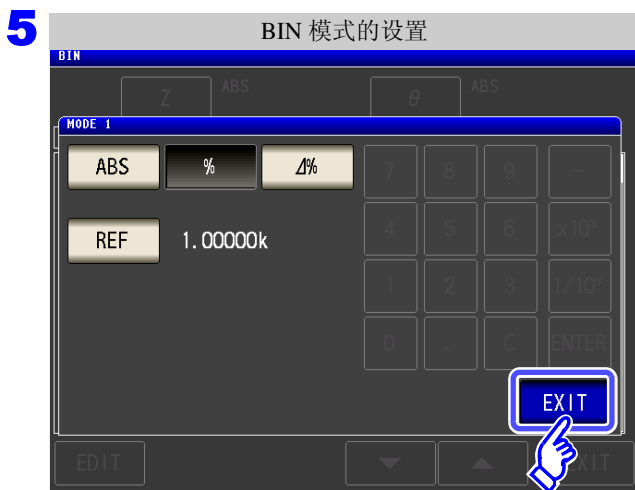 5
BIN 模式的设置
BIN
Z ABS θ ABS
MODE 1
ABS % Δ% 7 8 9 -
REF 1.00000k 4 5 6 x10³
1 2 3 1/10³
0 . C ENTER
EXIT
EDIT ▼ ▲ EXIT